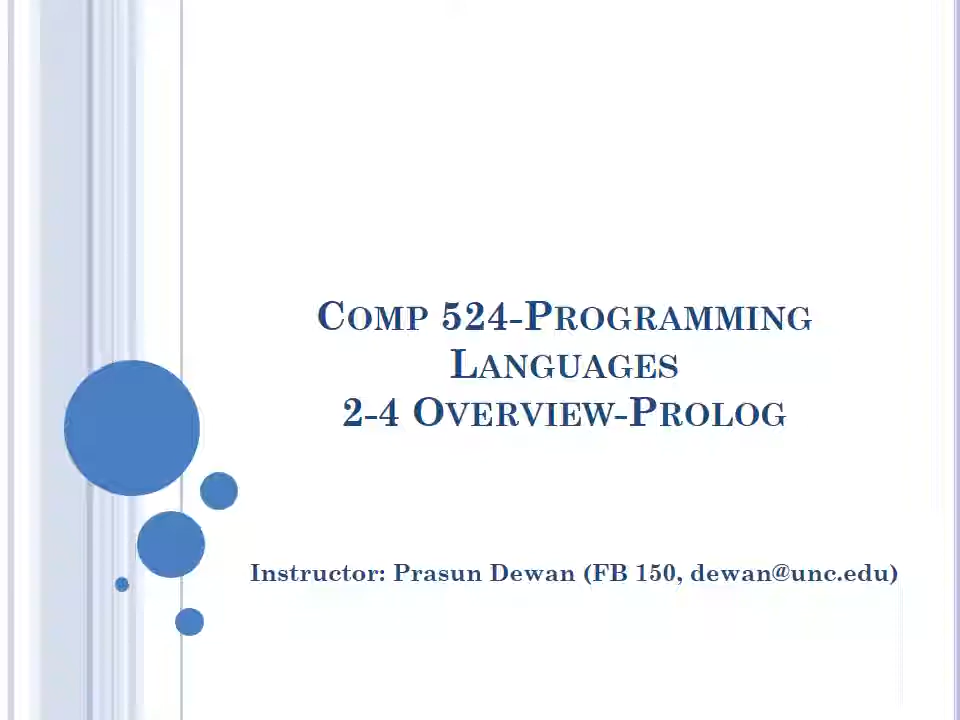 Comp 524-Programming
Languages
2-4 Overview-Prolog
Instructor: Prasun Dewan (FB 150, dewan@unc.edu)